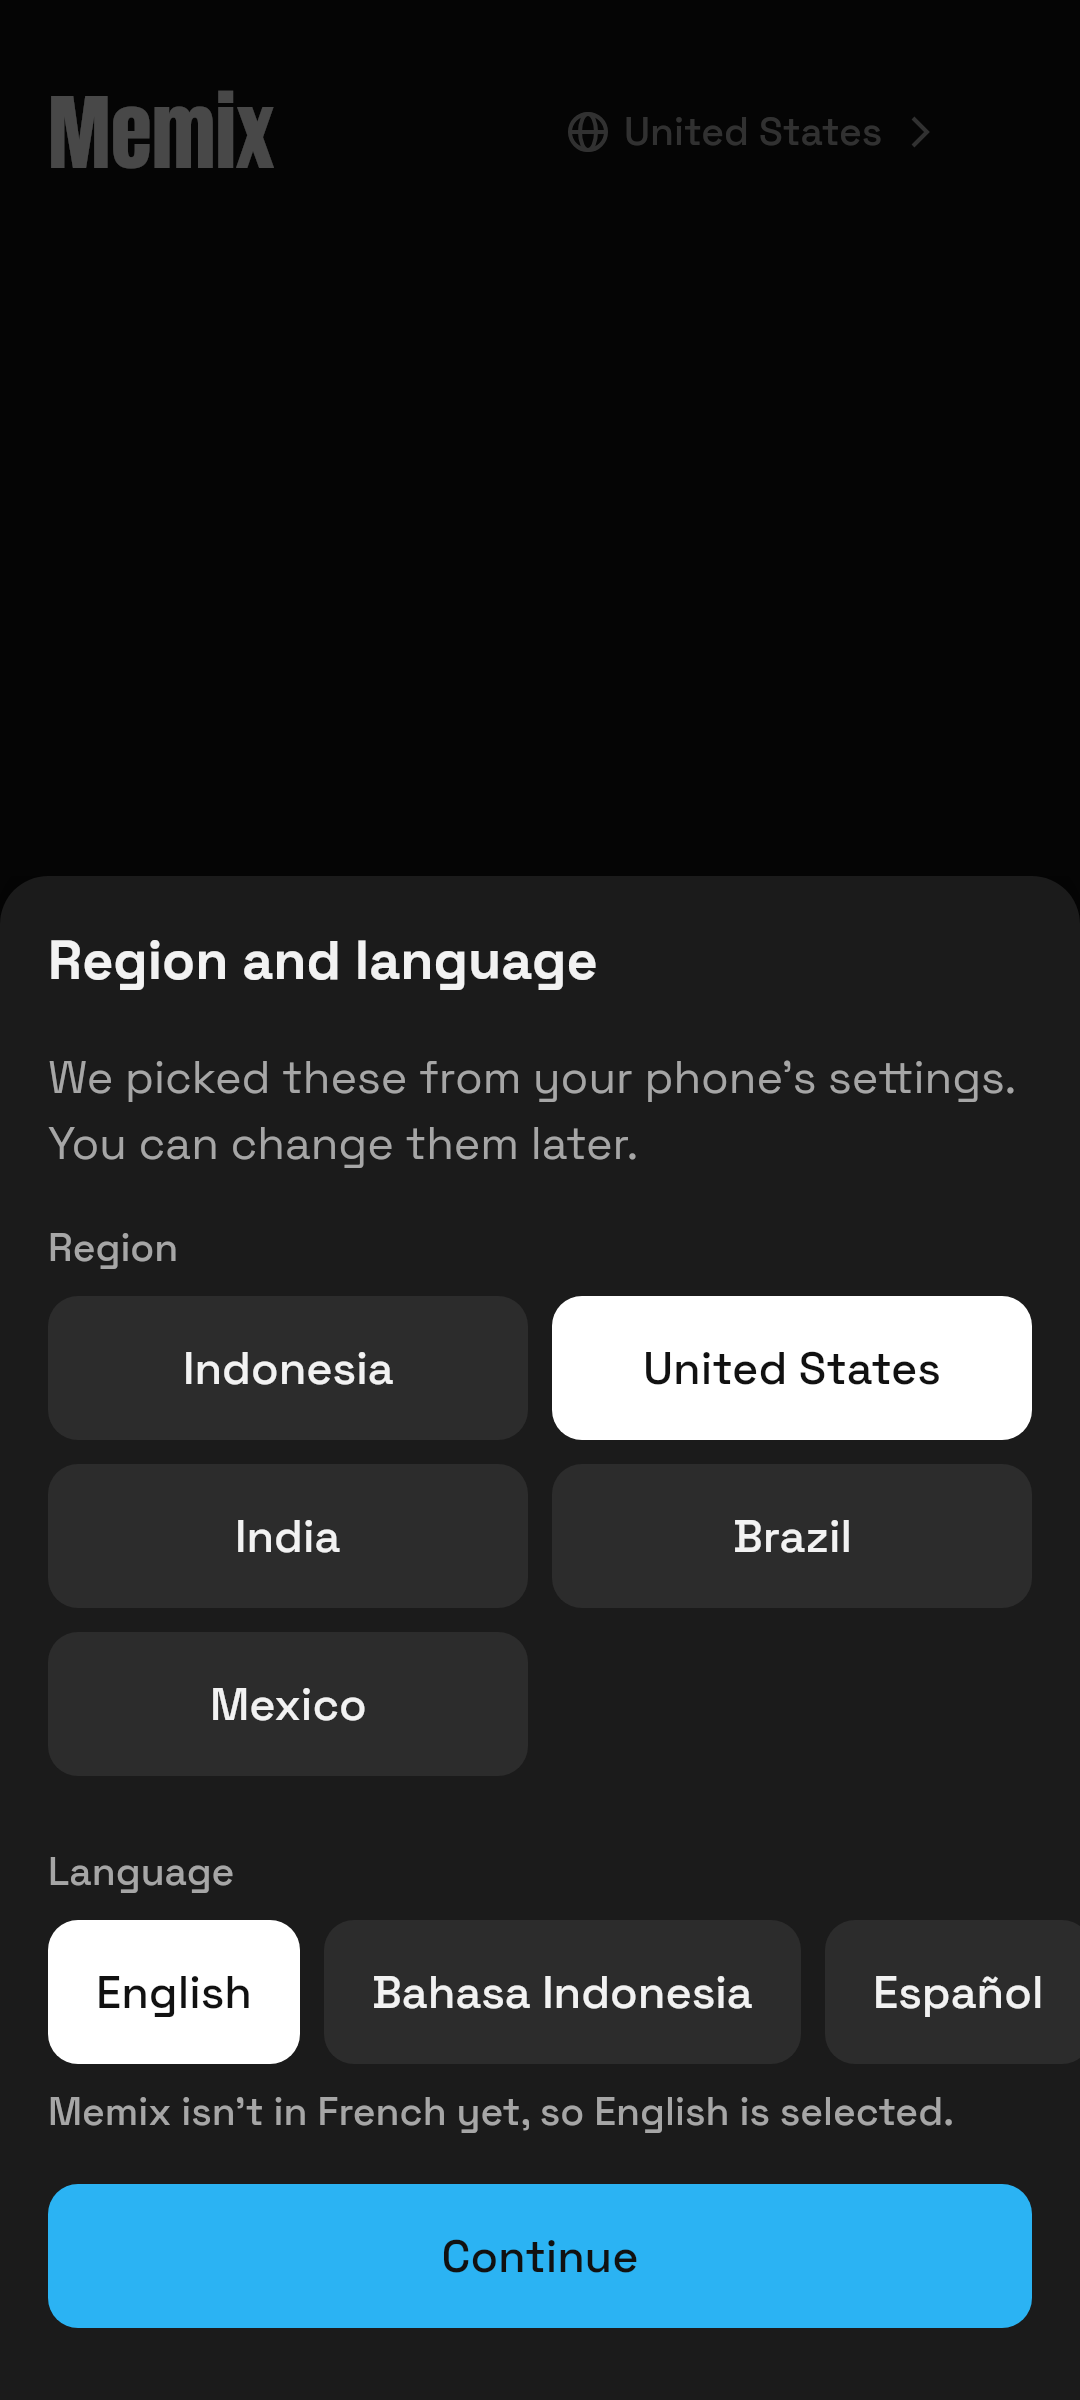 Memix
United States
Region and language
We picked these from your phone’s settings.
You can change them later.
Region
Indonesia
United States
India
Brazil
Mexico
Language
English
Bahasa Indonesia
Español
Memix isn’t in French yet, so English is selected.
Continue